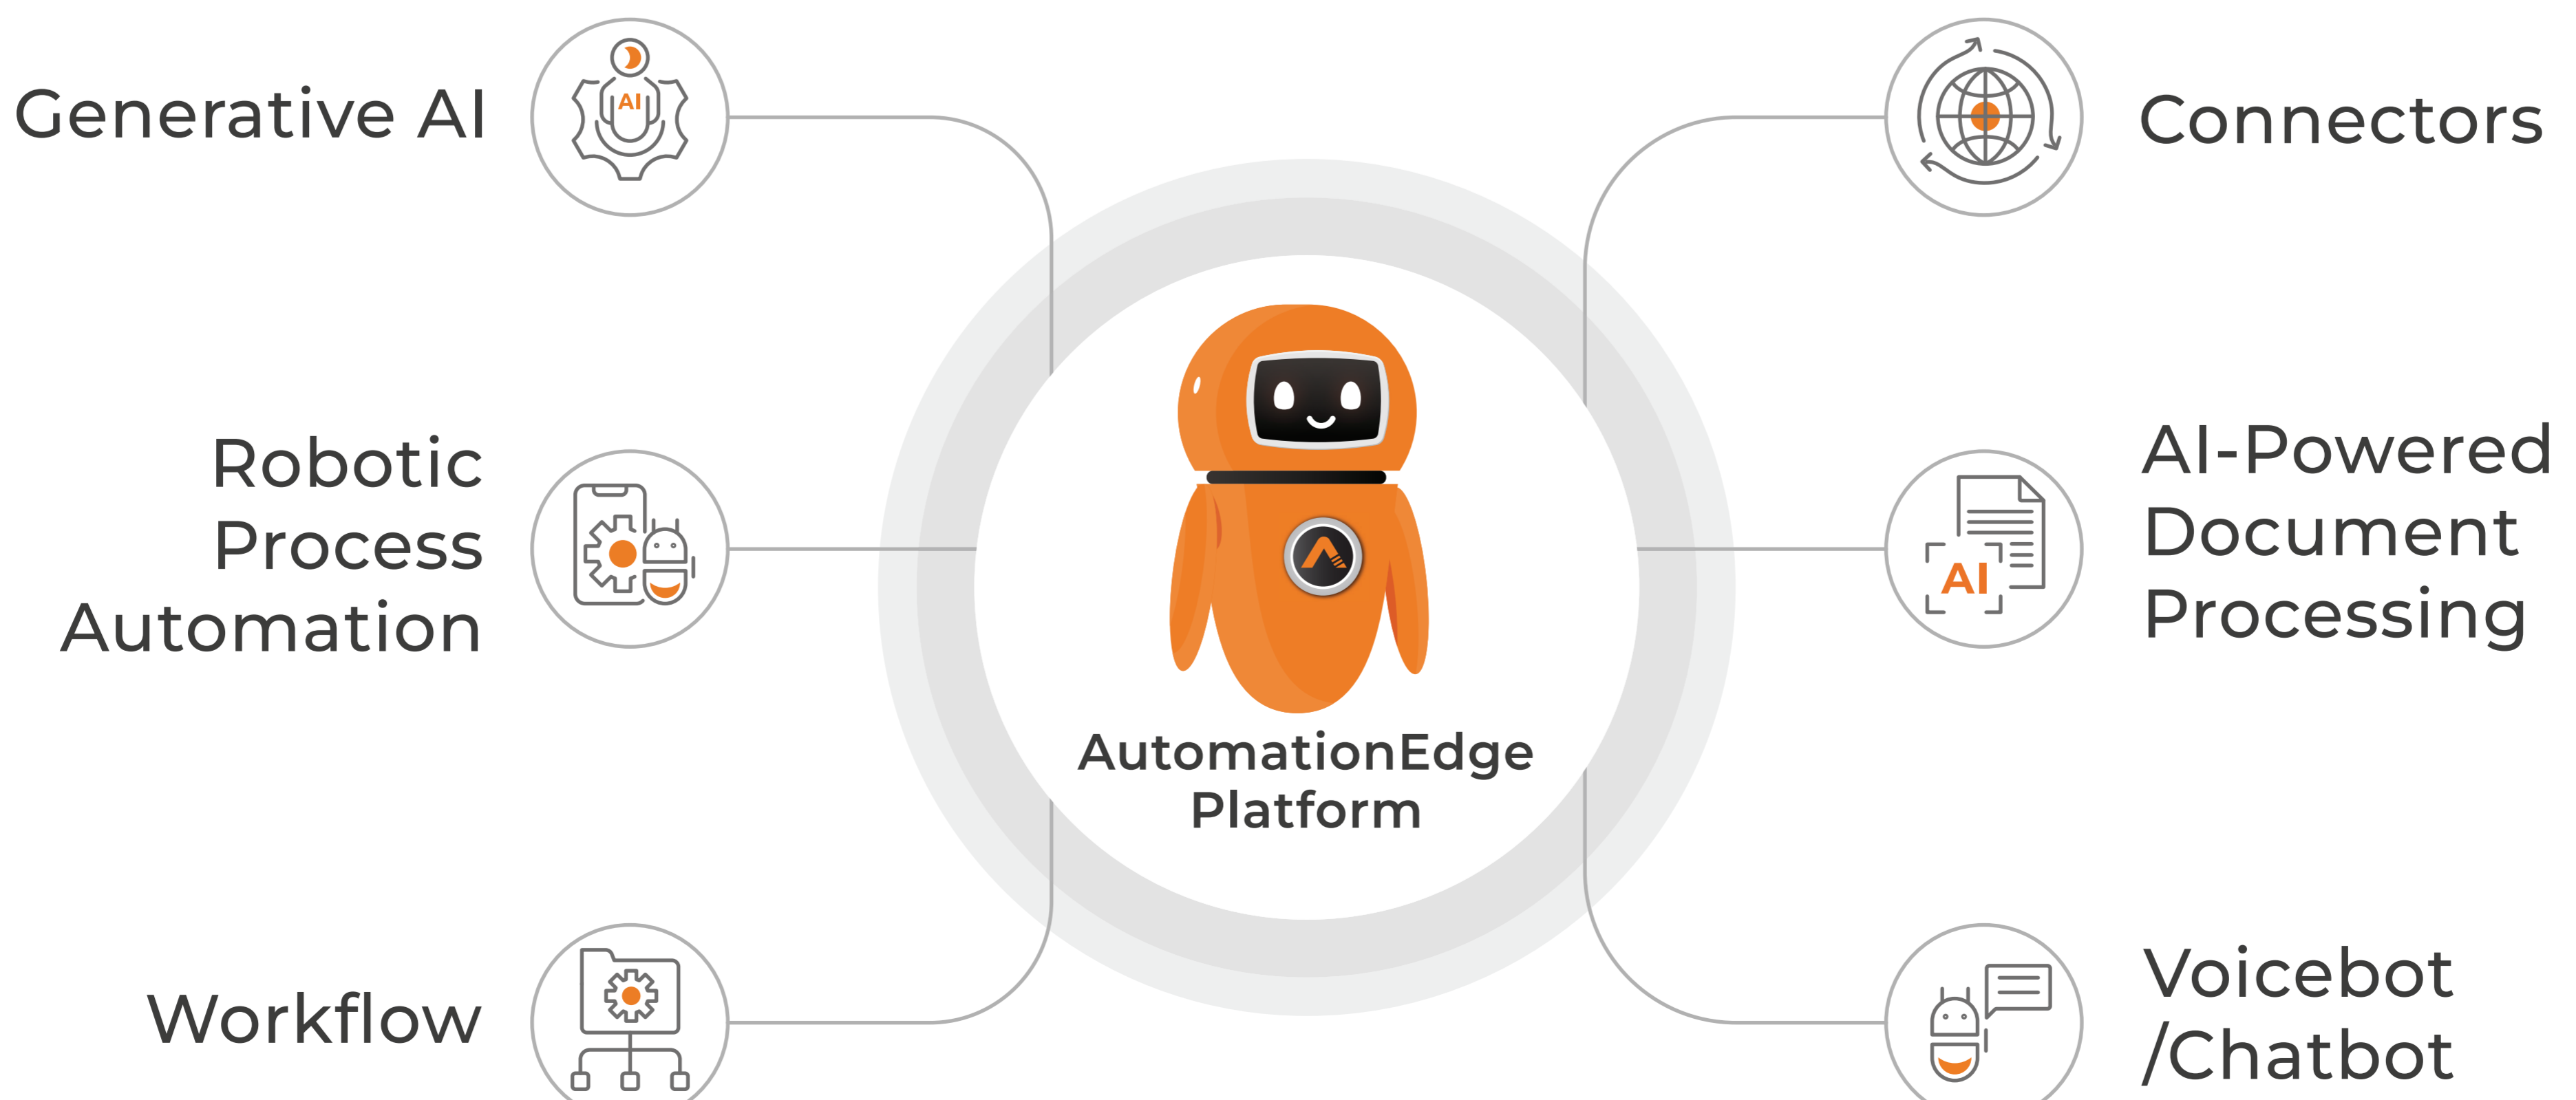 Generative AI
AI
Connectors
Robotic
Process
Automation
AI-Powered
Document
Processing
AI
AutomationEdge
Platform
Workflow
Voicebot
/Chatbot